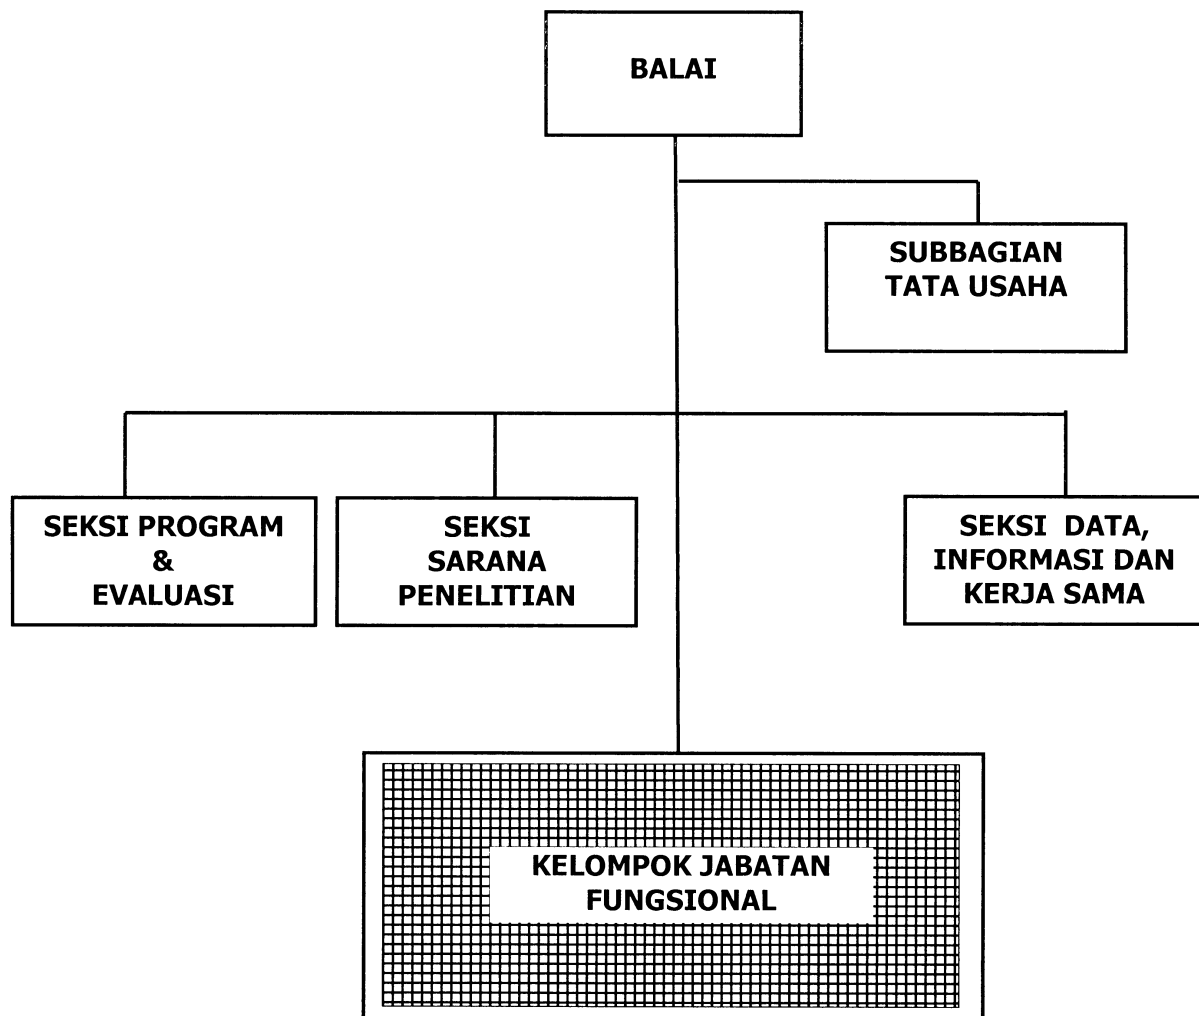 BALAI
SUBBAGIAN
TATA USAHA
SEKSI PROGRAM
&
EVALUASI
SEKSI
SARANA
PENELITIAN
SEKSI DATA,
INFORMASI DAN
KERJA SAMA
KELOMPOK JABATAN
FUNGSIONAL